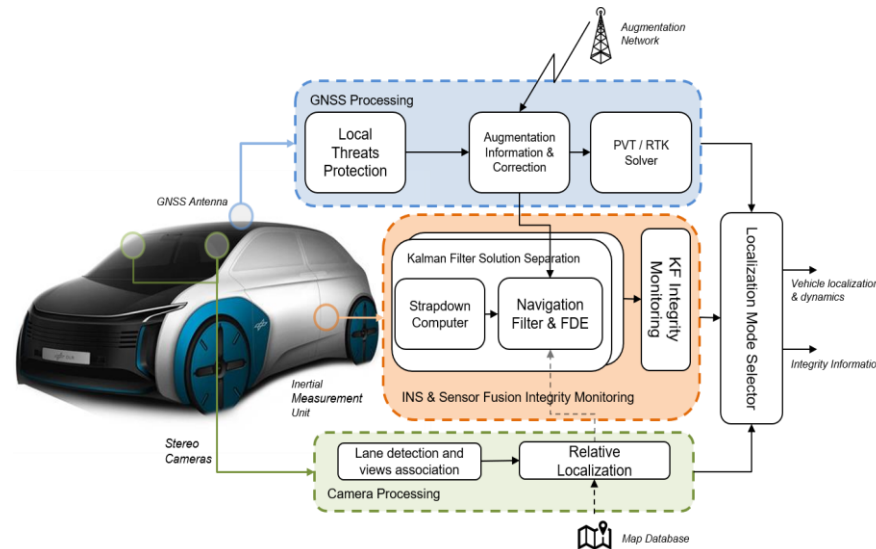 Augmentation
Network
GNSS Processing
Local
Threats
Protection
Augmentation
Information &
Correction
PVT / RTK
Solver
GNSS Antenna
Kalman Filter Solution Separation
Strapdown
Computer
Navigation
Filter & FDE
KF Integrity
Monitoring
INS & Sensor Fusion Integrity Monitoring
Localization Mode Selector
Vehicle localization
& dynamics
Integrity Information
Inertial
Measurement
Unit
Stereo
Cameras
Lane detection and
views association
Relative
Localization
Camera Processing
Map Database